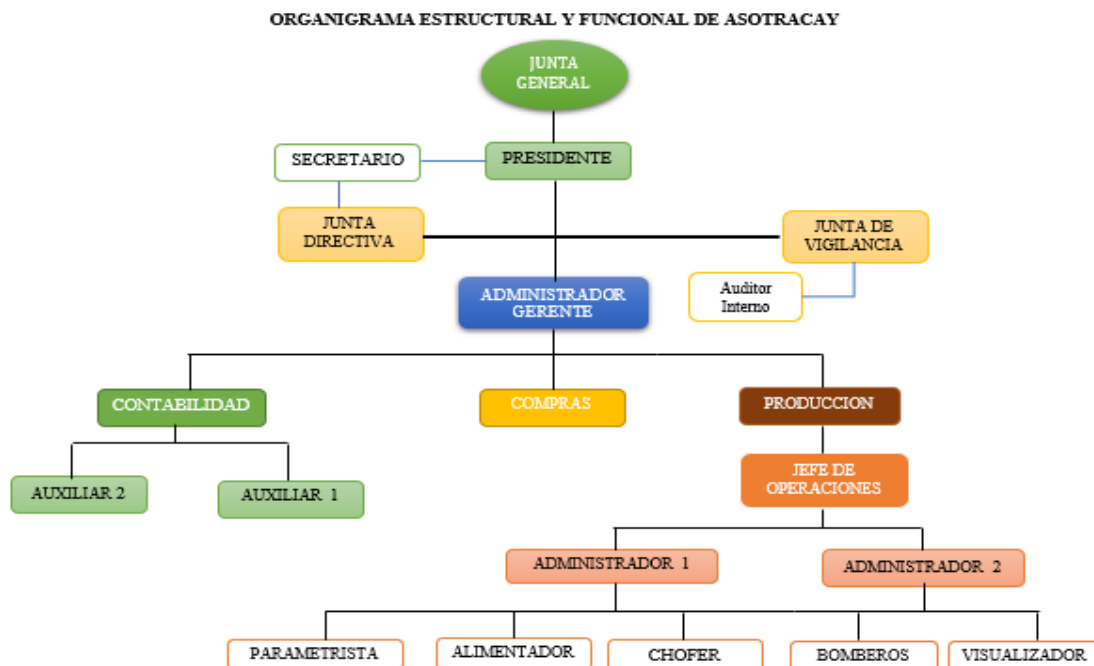 ORGANIGRAMA ESTRUCTURAL Y FUNCIONAL DE ASOTRACAY
JUNTA
GENERAL
SECRETARIO
PRESIDENTE
JUNTA
DIRECTIVA
JUNTA DE
VIGILANCIA
Auditor
Interno
ADMINISTRADOR
GERENTE
CONTABILIDAD
COMPRAS
PRODUCCION
AUXILIAR 2
AUXILIAR 1
JEFE DE
OPERACIONES
ADMINISTRADOR 1
ADMINISTRADOR 2
PARAMETRISTA
ALIMENTADOR
CHOFER
BOMBEROS
VISUALIZADOR